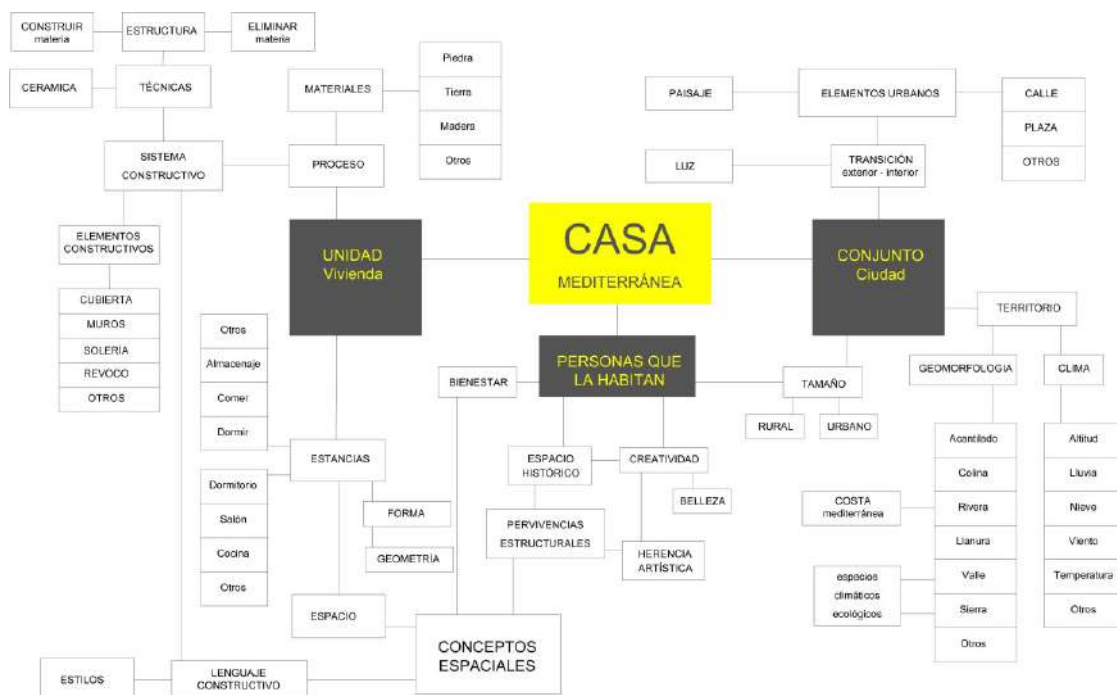 CONSTRUIR
materia
ESTRUCTURA
ELIMINAR
materia
CERAMICA
TÉCNICAS
MATERIALES
Piedra
Tierra
Madera
Otros
SISTEMA
CONSTRUCTIVO
PROCESO
ELEMENTOS
CONSTRUCTIVOS
CUBIERTA
MUROS
SOLERÍA
REVOCO
OTROS
PAISAJE
ELEMENTOS URBANOS
CALLE
PLAZA
OTROS
LUZ
TRANSICIÓN
exterior - interior
UNIDAD
Vivienda
CASA
MEDITERRÁNEA
CONJUNTO
Ciudad
PERSONAS QUE
LA HABITAN
BIENESTAR
TAMAÑO
RURAL
URBANO
TERRITORIO
GEOMORFOLOGIA
CLIMA
Acantilado
Colina
Rivera
Llanura
Valle
Sierra
Otros
Altitud
Lluvia
Nieve
Viento
Temperatura
Otros
COSTA
mediterránea
espacios
climáticos
ecológicos
Otros
Almacenaje
Comer
Dormir
ESTANCIAS
Dormitorio
Salón
Cocina
Otros
FORMA
GEOMETRÍA
ESPACIO
ESPACIO
HISTÓRICO
CREATIVIDAD
BELLEZA
PERVIVENCIAS
ESTRUCTURALES
HERENCIA
ARTÍSTICA
CONCEPTOS
ESPACIALES
LENGUAJE
CONSTRUCTIVO
ESTILOS